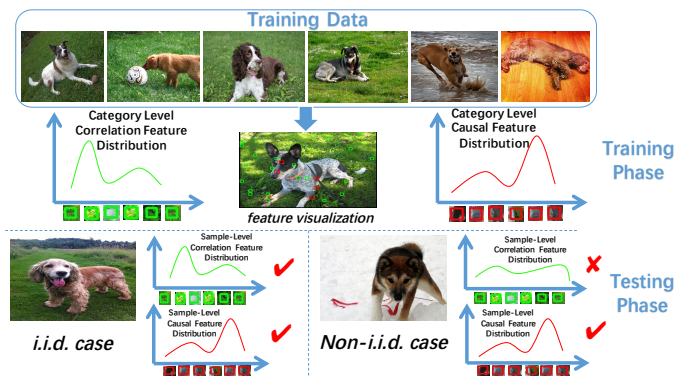 Training Data
Category Level
Correlation Feature
Distribution
feature visualization
Category Level
Causal Feature
Distribution
Training
Phase
Sample-Level
Correlation Feature
Distribution
Sample-Level
Causal Feature
Distribution
i.i.d. case
Sample-Level
Correlation Feature
Distribution
Sample-Level
Causal Feature
Distribution
Non-i.i.d. case
Testing
Phase